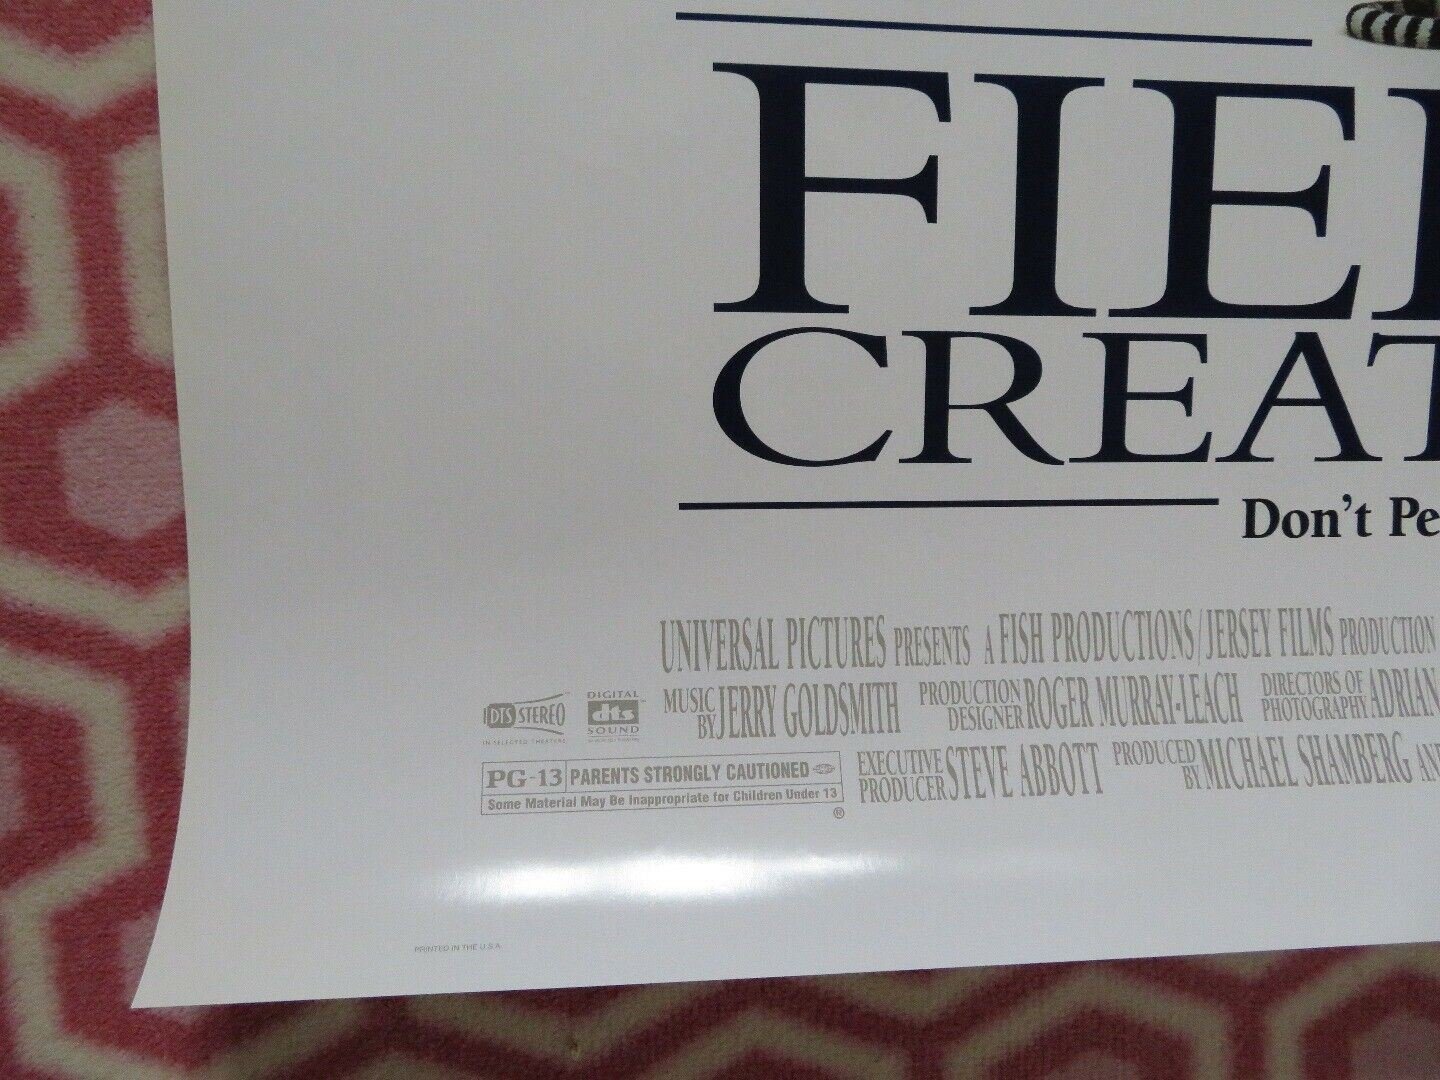 FIE
CREAT
Don't Pe
UNIVERSAL PICTURES PRESENTS A FISH PRODUCTIONS/JERSEY FILMS PRODUCTION
MUSIC BY JERRY GOLDSMITH PRODUCTION DESIGNER ROGER MURRAY-LEACH DIRECTORS OF PHOTOGRAPHY ADRIAN
EXECUTIVE PRODUCER STEVE ABBOTT PRODUCED BY MICHAEL SHAMBERG AN
dts STEREO
IN SELECTED THEATERS
DIGITAL
dts
SOUND
PG-13 PARENTS STRONGLY CAUTIONED
Some Material May Be Inappropriate for Children Under 13
®
PRINTED IN THE U.S.A.